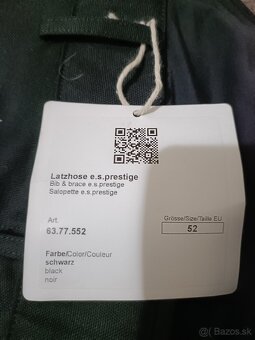 Latzhose e.s.prestige
Bib & brace e.s.prestige
Salopette e.s.prestige
Art.
63.77.552
Grösse/Size/Taille EU
52
Farbe/Color/Couleur
schwarz
black
noir
Bazos.sk